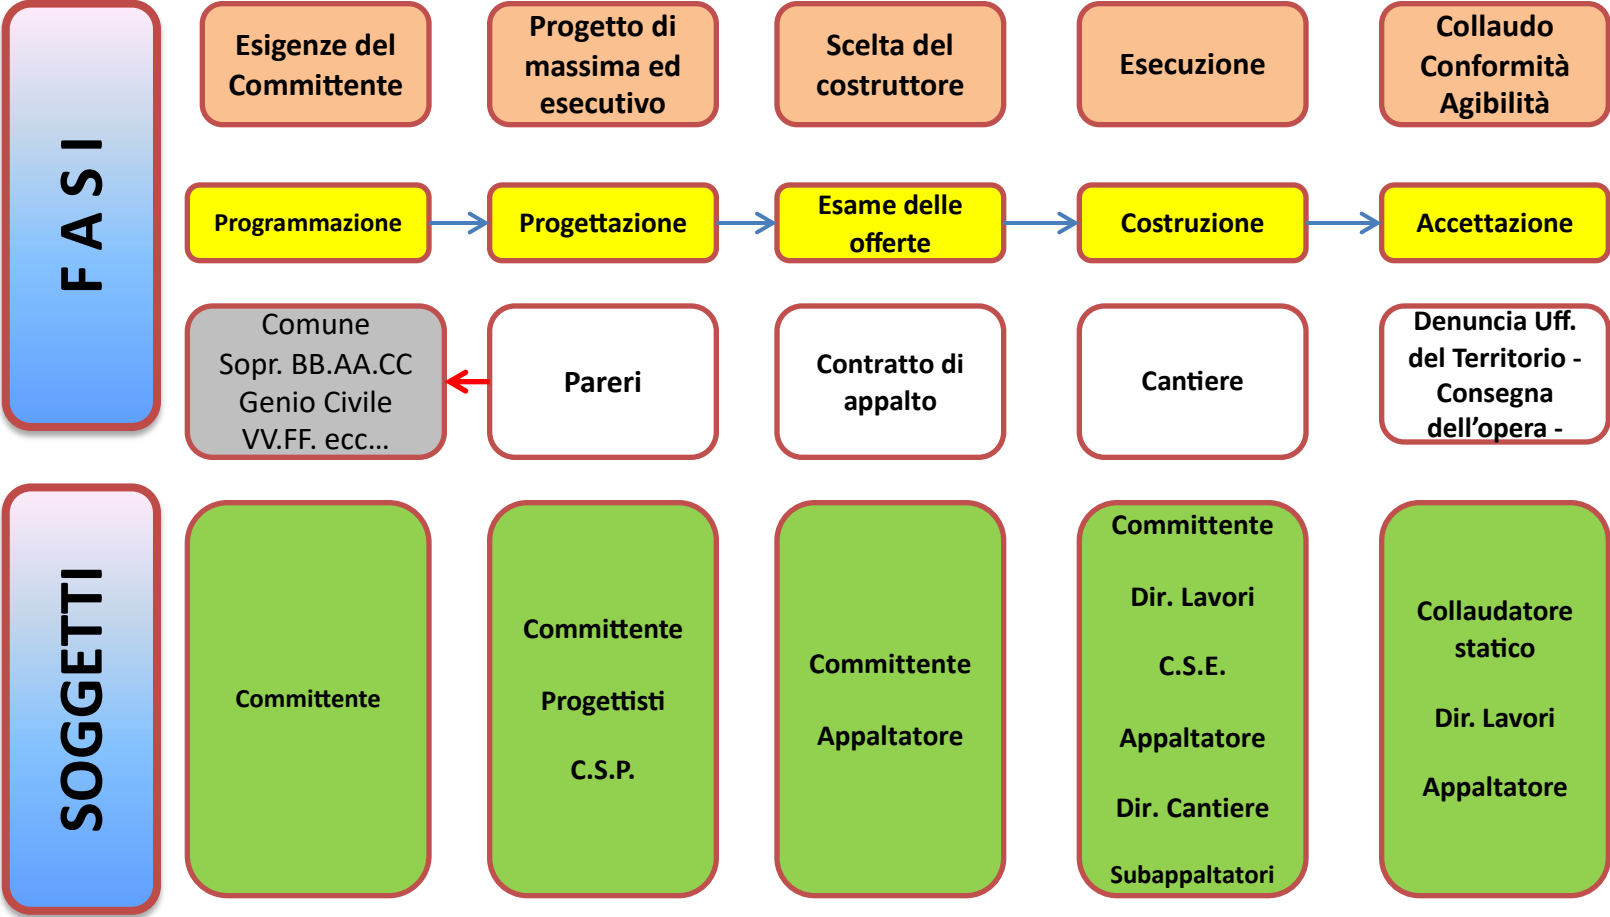 F A S I
Esigenze del
Committente
Progetto di
massima ed
esecutivo
Scelta del
costruttore
Esecuzione
Collaudo
Conformità
Agibilità
Programmazione
Progettazione
Esame delle
offerte
Costruzione
Accettazione
Comune
Sopr. BB.AA.CC
Genio Civile
VV.FF. ecc...
Pareri
Contratto di
appalto
Cantiere
Denuncia Uff.
del Territorio -
Consegna
dell’opera -
SOGGETTI
Committente
Committente
Progettisti
C.S.P.
Committente
Appaltatore
Committente
Dir. Lavori
C.S.E.
Appaltatore
Dir. Cantiere
Subappaltatori
Collaudatore
statico
Dir. Lavori
Appaltatore